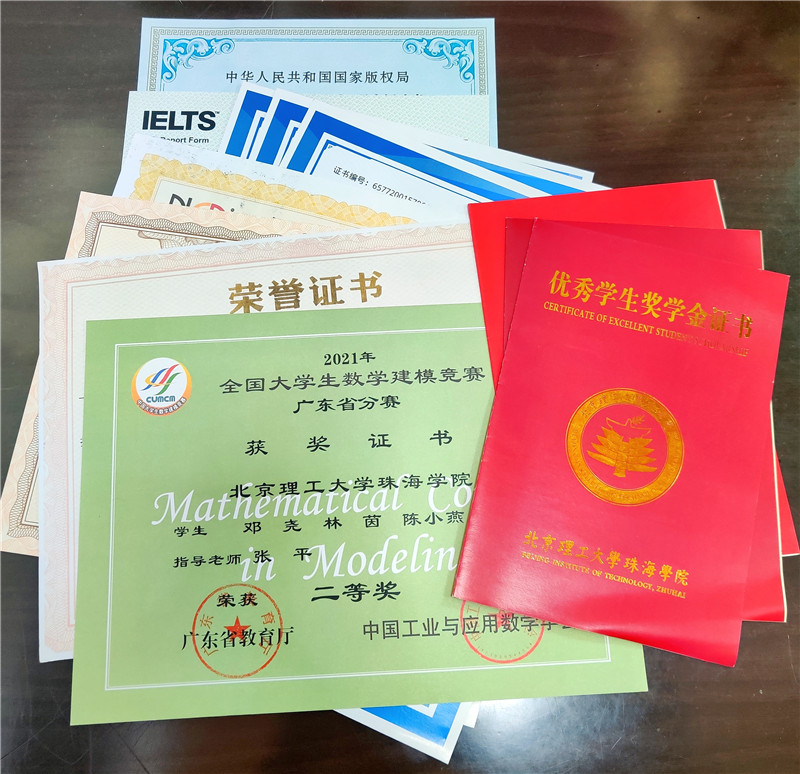 中华人民共和国国家版权局
IELTS™
Report Form
证书编号：
荣誉证书
CUMCM
2021年
全国大学生数学建模竞赛
广东省分赛
获奖证书
北京理工大学珠海学院
Mathematical
学生 邓尧 林茵 陈小燕
指导老师 张平
in Modelin
荣获 二等奖
广东省教育厅
中国工业与应用数学学
优秀学生奖学金证书
CERTIFICATE OF EXCELLENT STUDENT
北京理工大學珠海學院
BEIJING INSTITUTE OF TECHNOLOGY, ZHUHAI